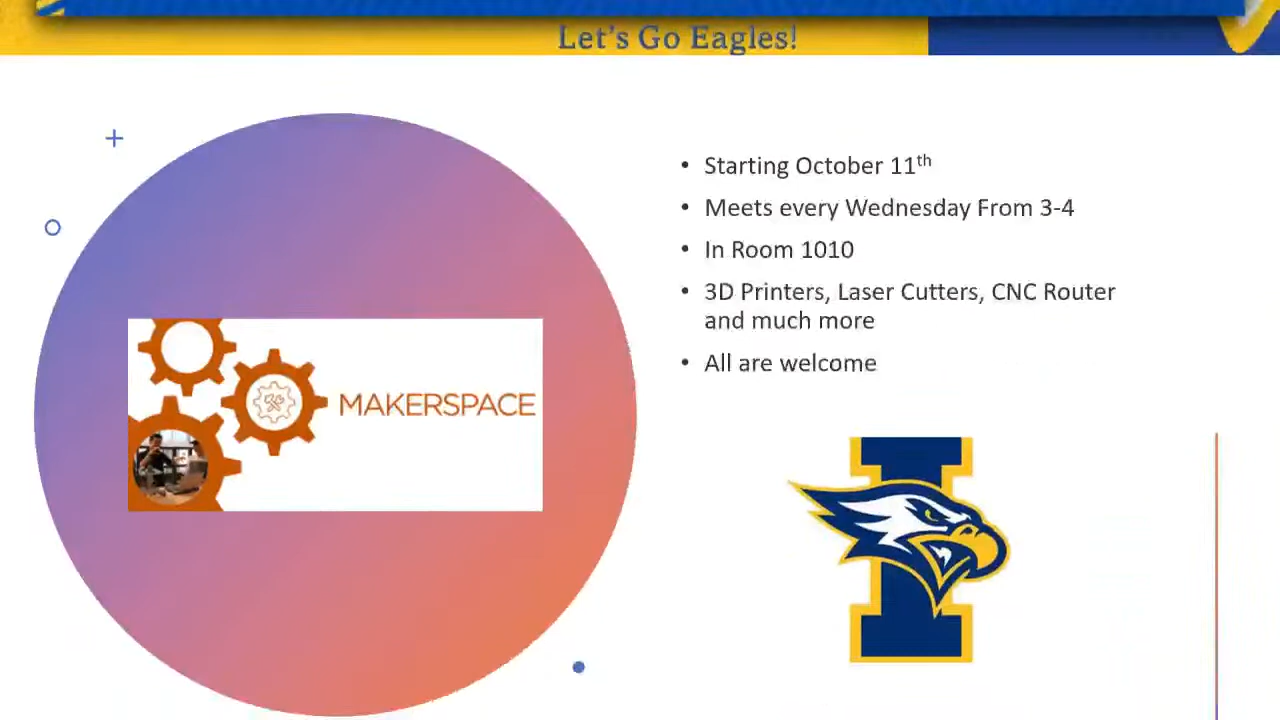 Let's Go Eagles!
• Starting October 11th
• Meets every Wednesday From 3-4
• In Room 1010
• 3D Printers, Laser Cutters, CNC Router
and much more
• All are welcome
MAKERSPACE
I